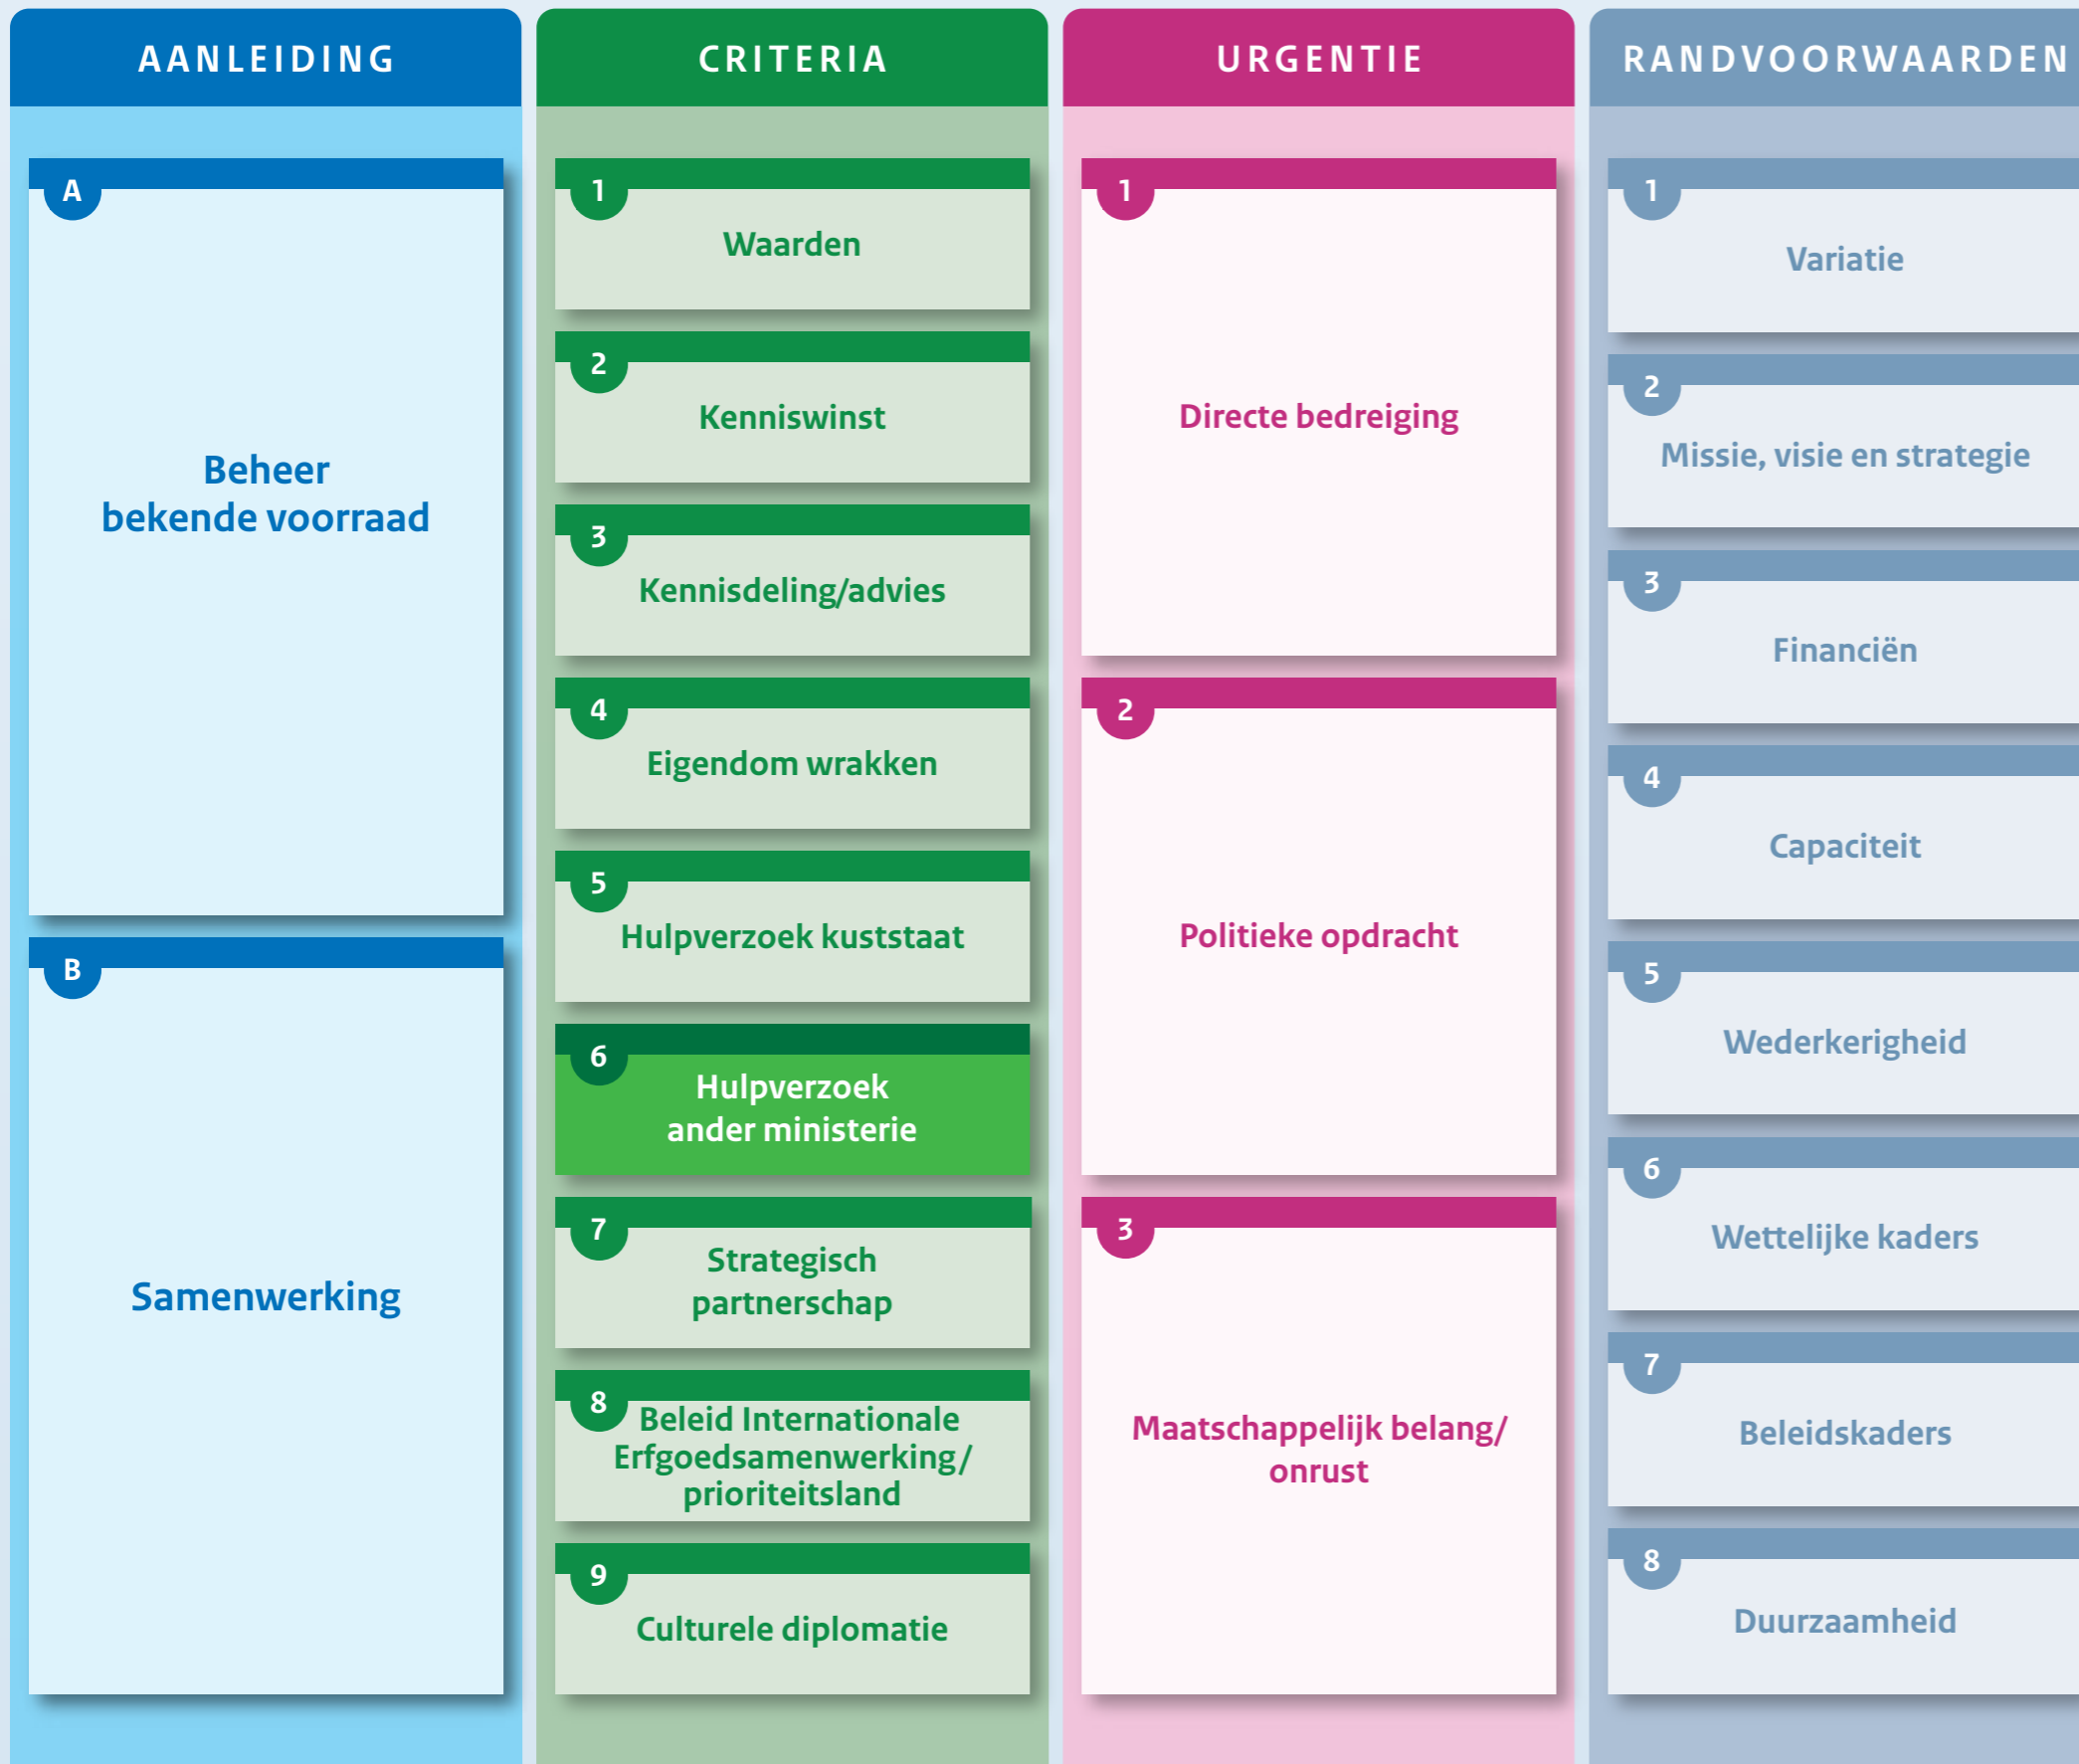 AANLEIDING
A
Beheer
bekende voorraad
B
Samenwerking
CRITERIA
1
Waarden
2
Kenniswinst
3
Kennisdeling/advies
4
Eigendom wrakken
5
Hulpverzoek kuststaat
6
Hulpverzoek
ander ministerie
7
Strategisch
partnerschap
8
Beleid Internationale
Erfgoedsamenwerking/
prioriteitsland
9
Culturele diplomatie
URGENTIE
1
Directe bedreiging
2
Politieke opdracht
3
Maatschappelijk belang/
onrust
RANDVOORWAARDEN
1
Variatie
2
Missie, visie en strategie
3
Financiën
4
Capaciteit
5
Wederkerigheid
6
Wettelijke kaders
7
Beleidskaders
8
Duurzaamheid